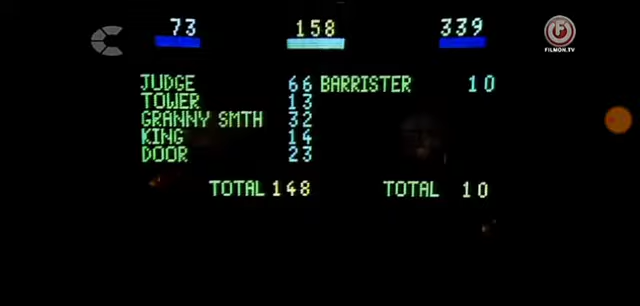 73 158 339
FILMON.TV
JUDGE 66 BARRISTER 10
TOWER 13
GRANNY SMTH 32
KING 14
DOOR 23
TOTAL 148 TOTAL 10